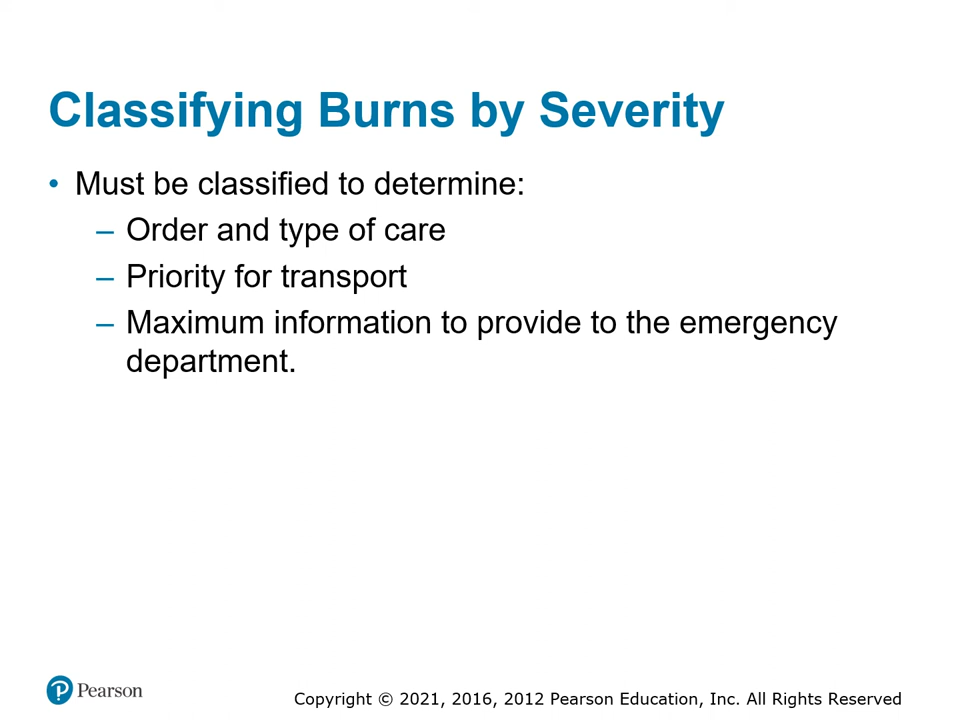 Classifying Burns by Severity
• Must be classified to determine:
– Order and type of care
– Priority for transport
– Maximum information to provide to the emergency
department.
Pearson
Copyright © 2021, 2016, 2012 Pearson Education, Inc. All Rights Reserved